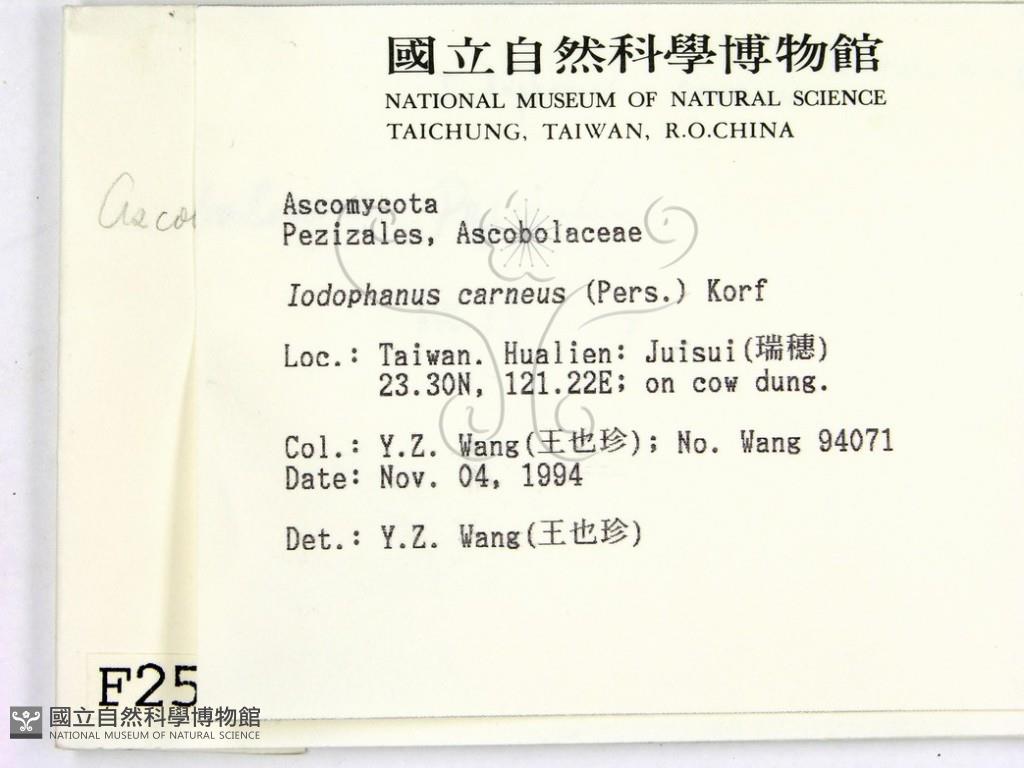 國立自然科學博物館
NATIONAL MUSEUM OF NATURAL SCIENCE
TAICHUNG, TAIWAN, R.O.CHINA
Asco
Ascomycota
Pezizales, Ascobolaceae
Iodophanus carneus (Pers.) Korf
Loc.: Taiwan. Hualien: Juisui(瑞穗)
23.30N, 121.22E; on cow dung.
Col.: Y.Z. Wang(王也珍); No. Wang 94071
Date: Nov. 04, 1994
Det.: Y.Z. Wang(王也珍)
F25
國立自然科學博物館
NATIONAL MUSEUM OF NATURAL SCIENCE